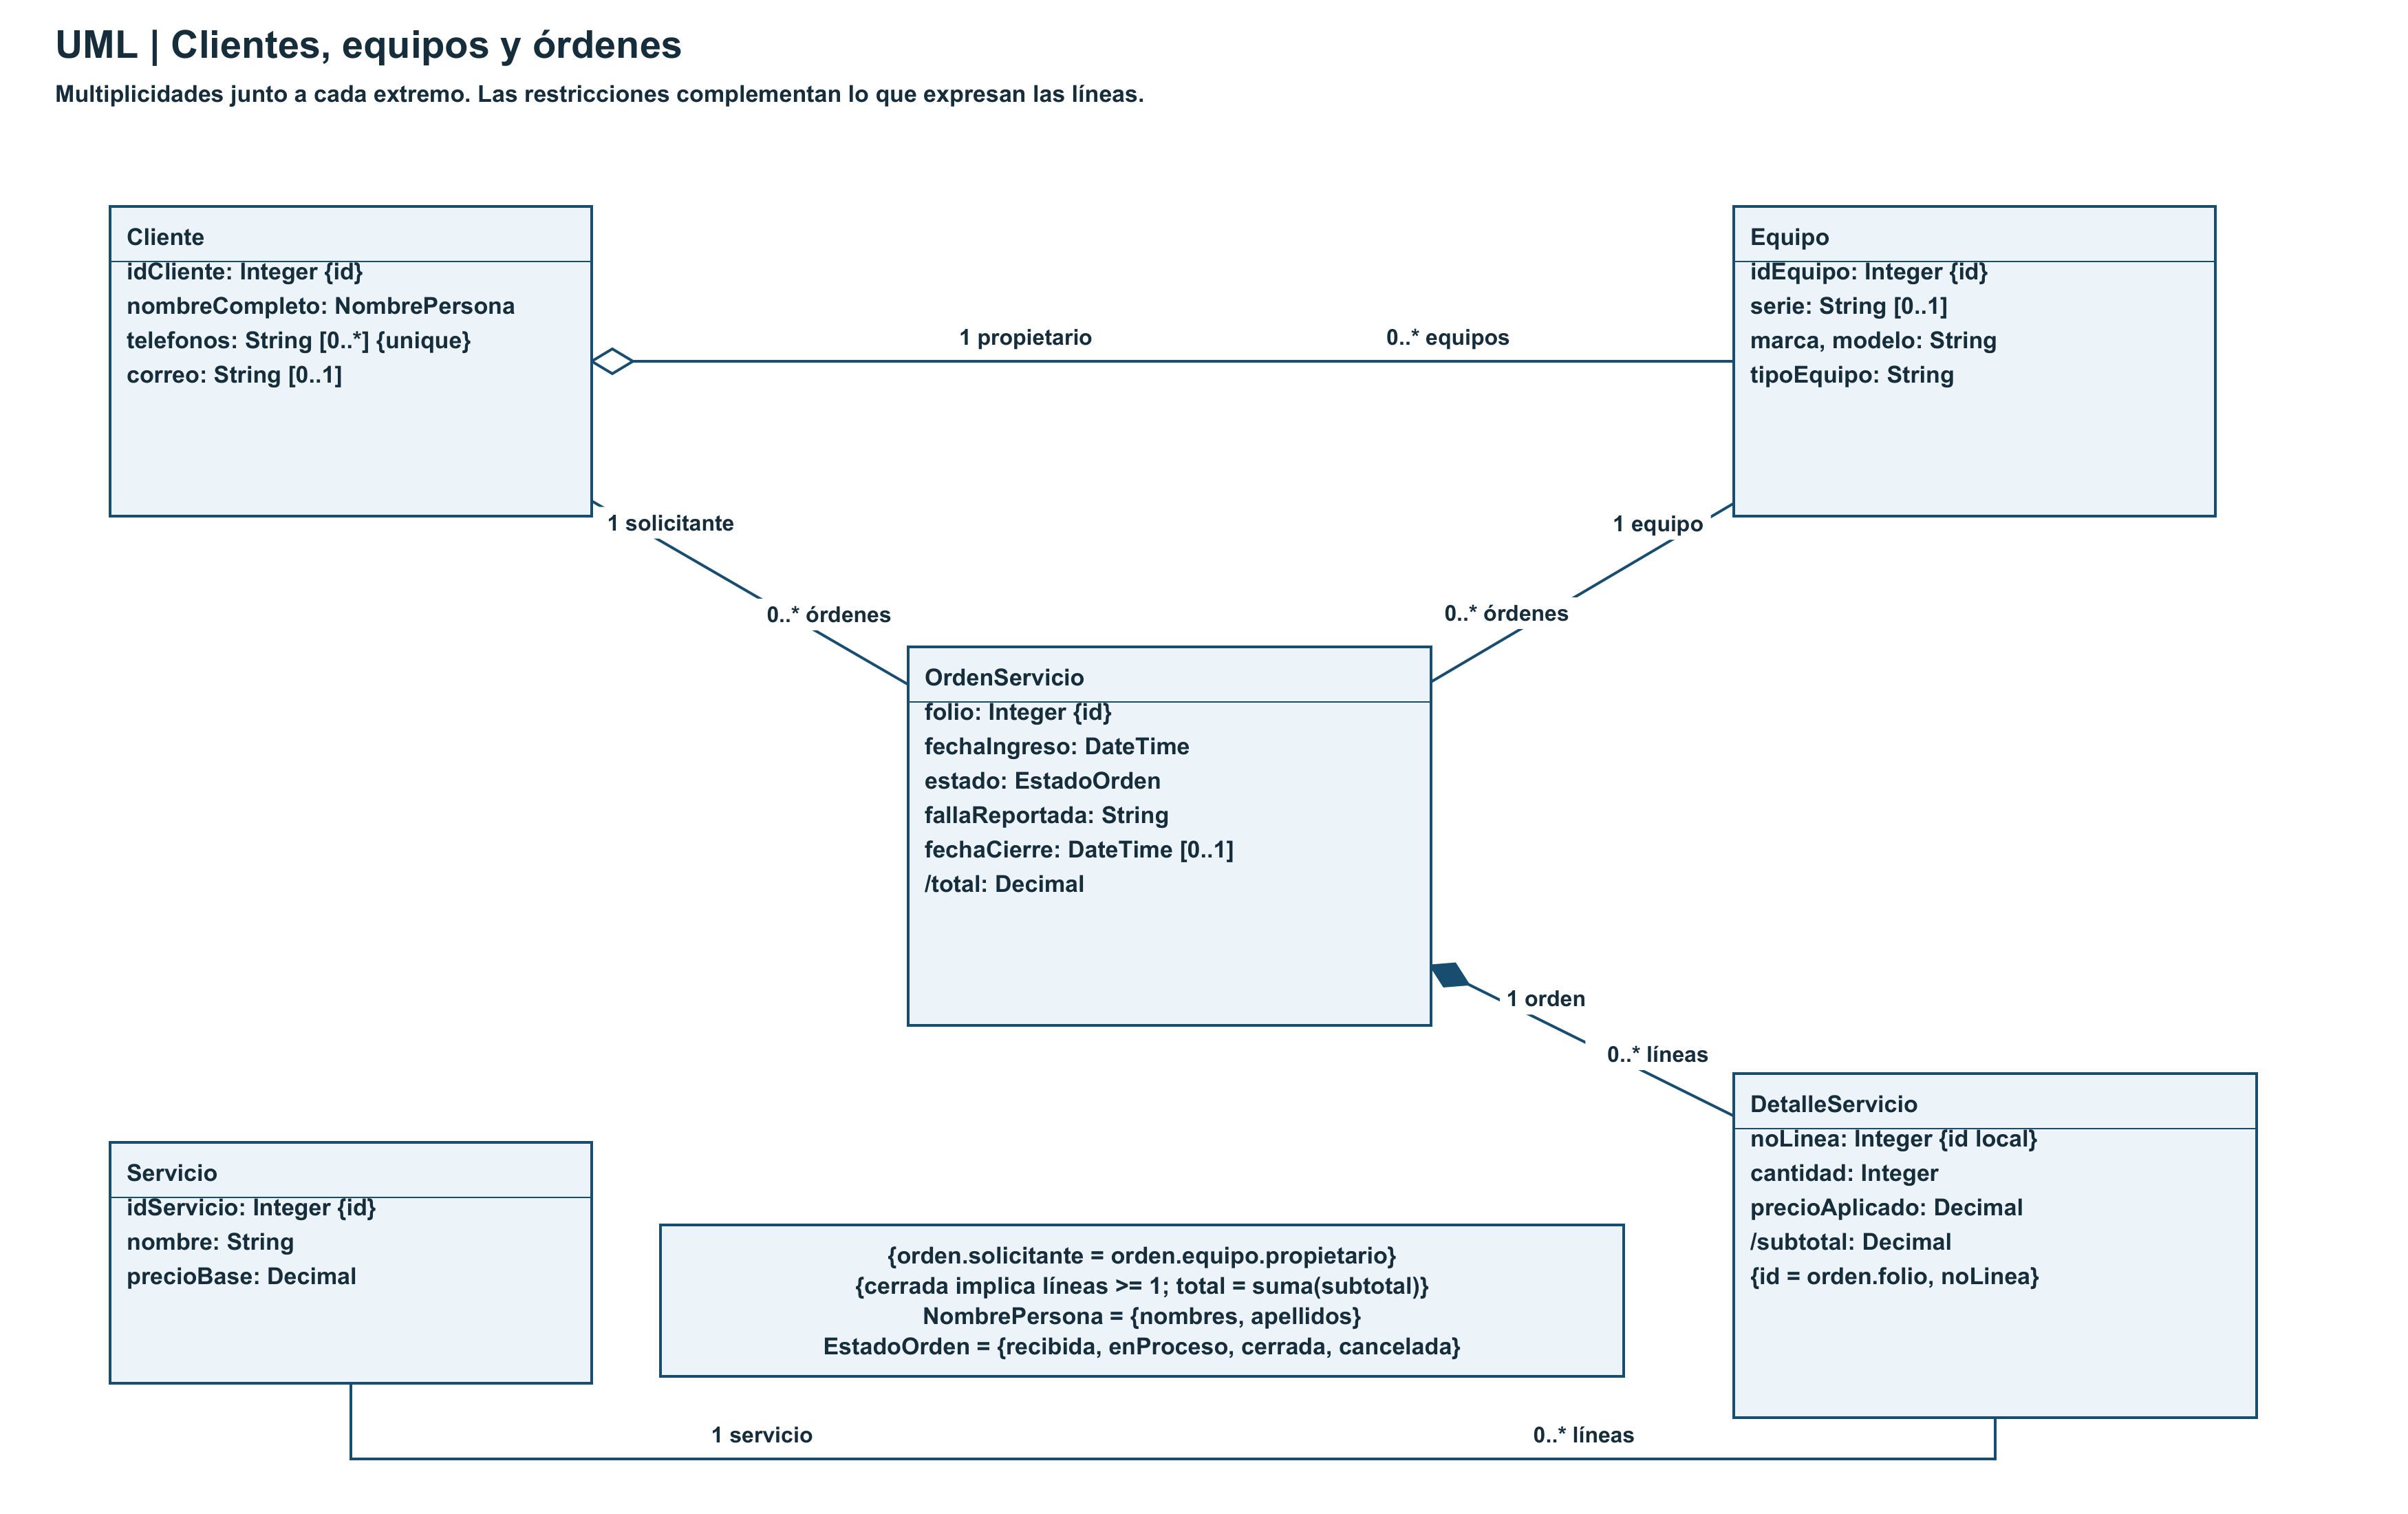 UML | Clientes, equipos y órdenes
Multiplicidades junto a cada extremo. Las restricciones complementan lo que expresan las líneas.
Cliente
idCliente: Integer {id}
nombreCompleto: NombrePersona
telefonos: String [0..*] {unique}
correo: String [0..1]
1 propietario
0..* equipos
Equipo
idEquipo: Integer {id}
serie: String [0..1]
marca, modelo: String
tipoEquipo: String
1 solicitante
0..* órdenes
1 equipo
0..* órdenes
OrdenServicio
folio: Integer {id}
fechaIngreso: DateTime
estado: EstadoOrden
fallaReportada: String
fechaCierre: DateTime [0..1]
/total: Decimal
1 orden
0..* líneas
DetalleServicio
noLinea: Integer {id local}
cantidad: Integer
precioAplicado: Decimal
/subtotal: Decimal
{id = orden.folio, noLinea}
Servicio
idServicio: Integer {id}
nombre: String
precioBase: Decimal
{orden.solicitante = orden.equipo.propietario}
{cerrada implica líneas >= 1; total = suma(subtotal)}
NombrePersona = {nombres, apellidos}
EstadoOrden = {recibida, enProceso, cerrada, cancelada}
1 servicio
0..* líneas